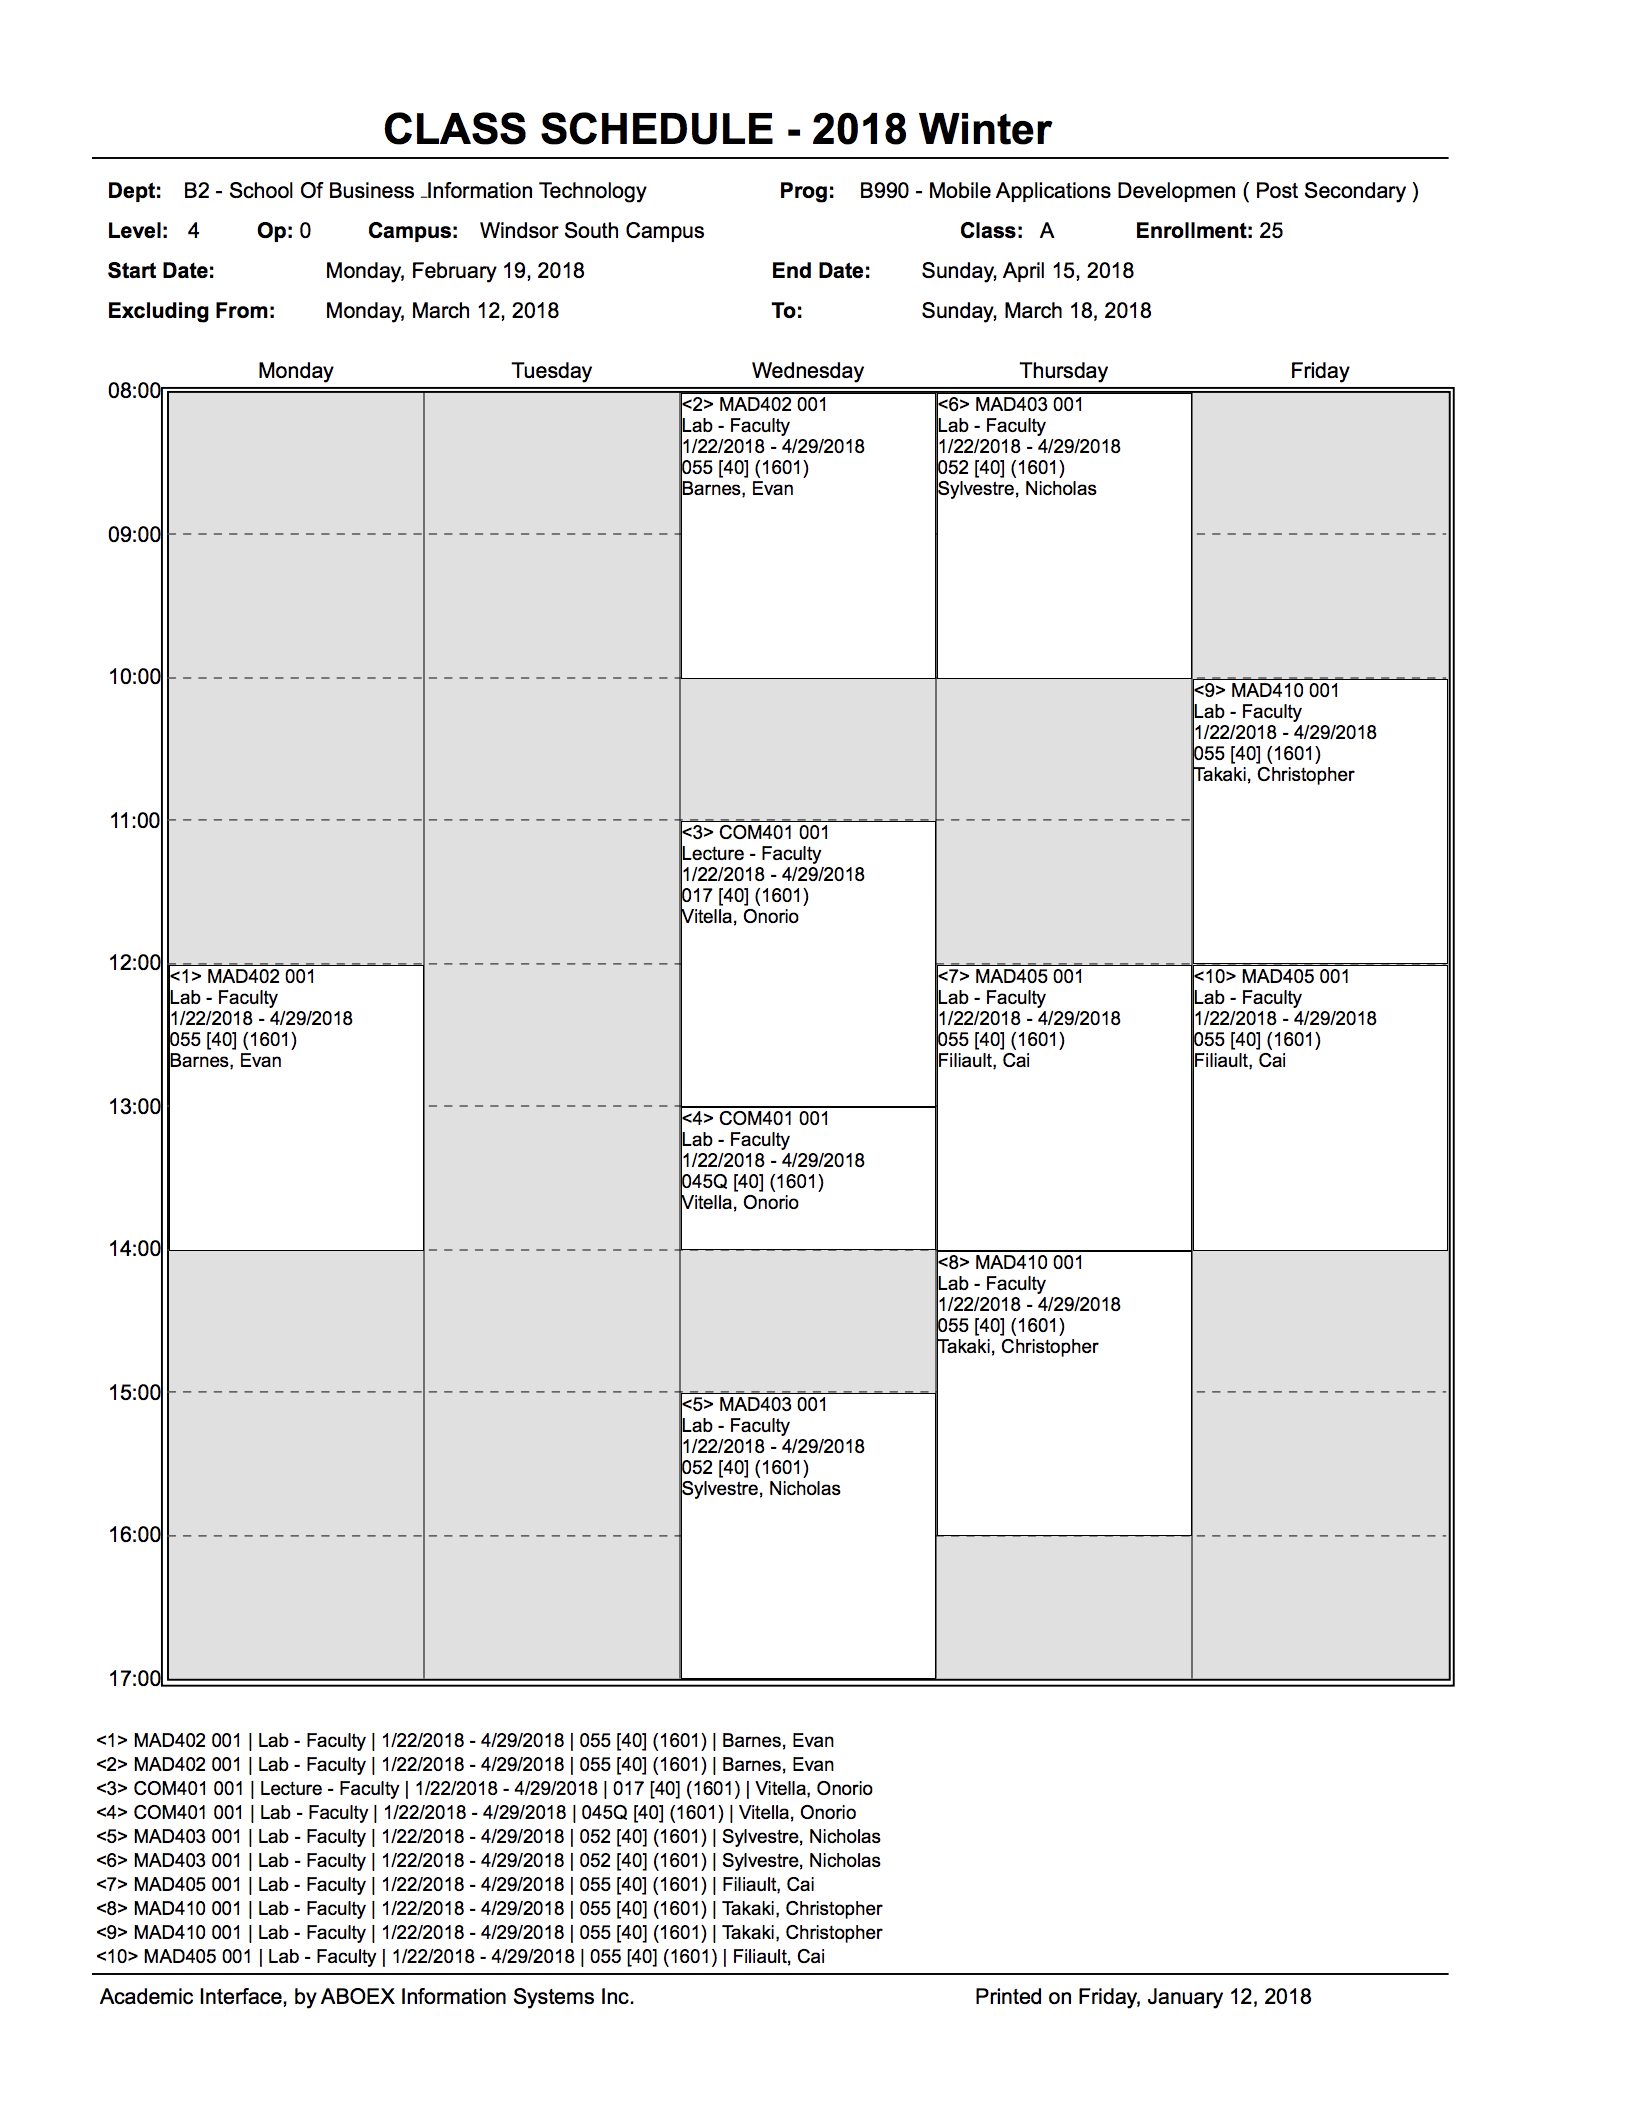 CLASS SCHEDULE - 2018 Winter
Dept: B2 - School Of Business _Information Technology Prog: B990 - Mobile Applications Developmen ( Post Secondary )
Level: 4 Op: 0 Campus: Windsor South Campus Class: A Enrollment: 25
Start Date: Monday, February 19, 2018 End Date: Sunday, April 15, 2018
Excluding From: Monday, March 12, 2018 To: Sunday, March 18, 2018
Monday Tuesday Wednesday Thursday Friday
08:00
<2> MAD402 001
Lab - Faculty
1/22/2018 - 4/29/2018
055 [40] (1601)
Barnes, Evan
<6> MAD403 001
Lab - Faculty
1/22/2018 - 4/29/2018
052 [40] (1601)
Sylvestre, Nicholas
09:00
10:00
<9> MAD410 001
Lab - Faculty
1/22/2018 - 4/29/2018
055 [40] (1601)
Takaki, Christopher
11:00
<3> COM401 001
Lecture - Faculty
1/22/2018 - 4/29/2018
017 [40] (1601)
Vitella, Onorio
12:00
<1> MAD402 001
Lab - Faculty
1/22/2018 - 4/29/2018
055 [40] (1601)
Barnes, Evan
<7> MAD405 001
Lab - Faculty
1/22/2018 - 4/29/2018
055 [40] (1601)
Filiault, Cai
<10> MAD405 001
Lab - Faculty
1/22/2018 - 4/29/2018
055 [40] (1601)
Filiault, Cai
13:00
<4> COM401 001
Lab - Faculty
1/22/2018 - 4/29/2018
045Q [40] (1601)
Vitella, Onorio
14:00
<8> MAD410 001
Lab - Faculty
1/22/2018 - 4/29/2018
055 [40] (1601)
Takaki, Christopher
15:00
<5> MAD403 001
Lab - Faculty
1/22/2018 - 4/29/2018
052 [40] (1601)
Sylvestre, Nicholas
16:00
17:00
<1> MAD402 001 | Lab - Faculty | 1/22/2018 - 4/29/2018 | 055 [40] (1601) | Barnes, Evan
<2> MAD402 001 | Lab - Faculty | 1/22/2018 - 4/29/2018 | 055 [40] (1601) | Barnes, Evan
<3> COM401 001 | Lecture - Faculty | 1/22/2018 - 4/29/2018 | 017 [40] (1601) | Vitella, Onorio
<4> COM401 001 | Lab - Faculty | 1/22/2018 - 4/29/2018 | 045Q [40] (1601) | Vitella, Onorio
<5> MAD403 001 | Lab - Faculty | 1/22/2018 - 4/29/2018 | 052 [40] (1601) | Sylvestre, Nicholas
<6> MAD403 001 | Lab - Faculty | 1/22/2018 - 4/29/2018 | 052 [40] (1601) | Sylvestre, Nicholas
<7> MAD405 001 | Lab - Faculty | 1/22/2018 - 4/29/2018 | 055 [40] (1601) | Filiault, Cai
<8> MAD410 001 | Lab - Faculty | 1/22/2018 - 4/29/2018 | 055 [40] (1601) | Takaki, Christopher
<9> MAD410 001 | Lab - Faculty | 1/22/2018 - 4/29/2018 | 055 [40] (1601) | Takaki, Christopher
<10> MAD405 001 | Lab - Faculty | 1/22/2018 - 4/29/2018 | 055 [40] (1601) | Filiault, Cai
Academic Interface, by ABOEX Information Systems Inc. Printed on Friday, January 12, 2018